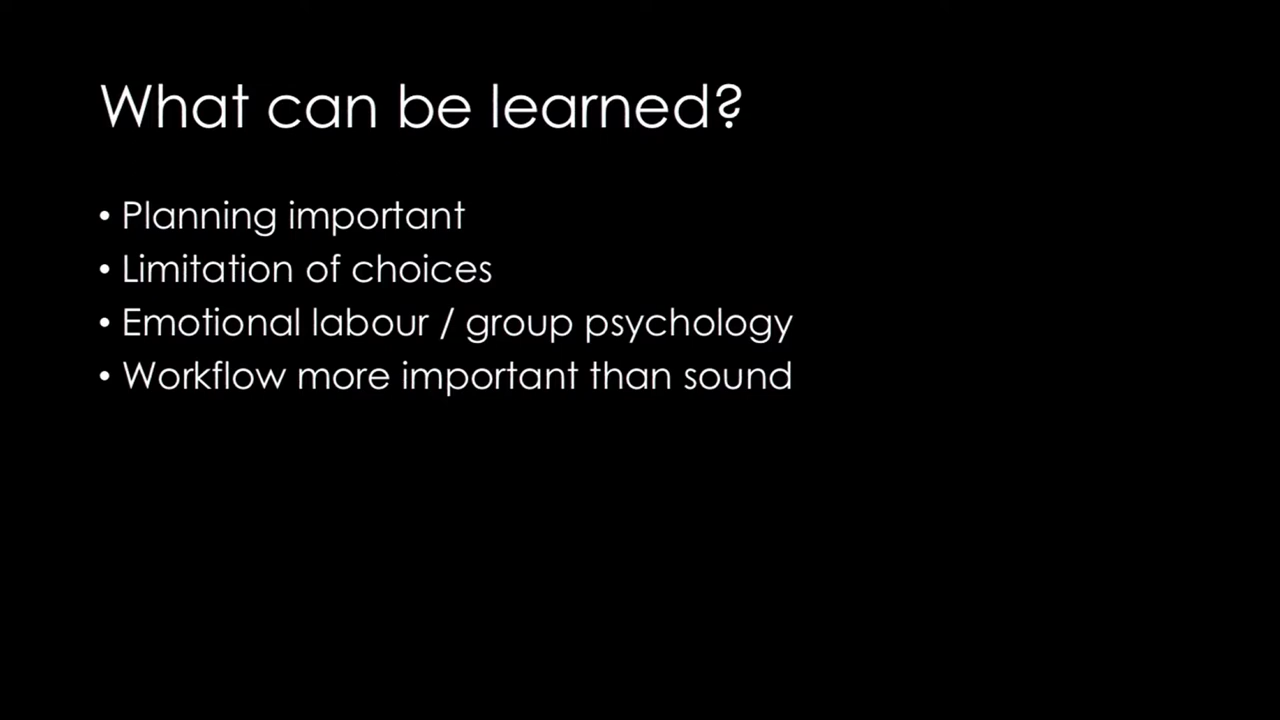 What can be learned?
• Planning important
• Limitation of choices
• Emotional labour / group psychology
• Workflow more important than sound